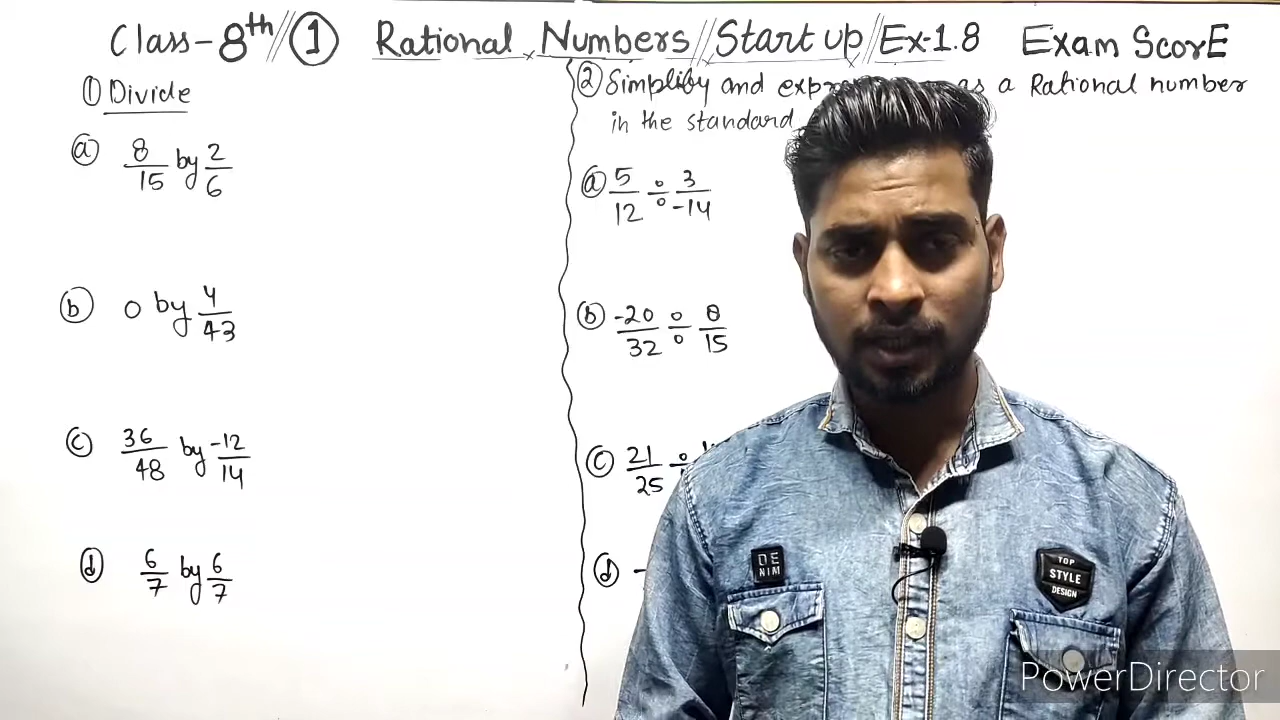 Class-8th//① Rational Numbers//Start up//Ex-1.8 Exam ScorE
① Divide
ⓐ 8/15 by 2/6
ⓑ 0 by 4/43
ⓒ 36/48 by -12/14
ⓓ 6/7 by 6/7
② Simplify and as a Rational number
in the standard
ⓐ 5/12 ÷ 3/-14
ⓑ -20/32 ÷ 8/15
ⓒ 21/25 ÷
ⓓ -
DE
NIM
TOP
STYLE
DESIGN
PowerDirector